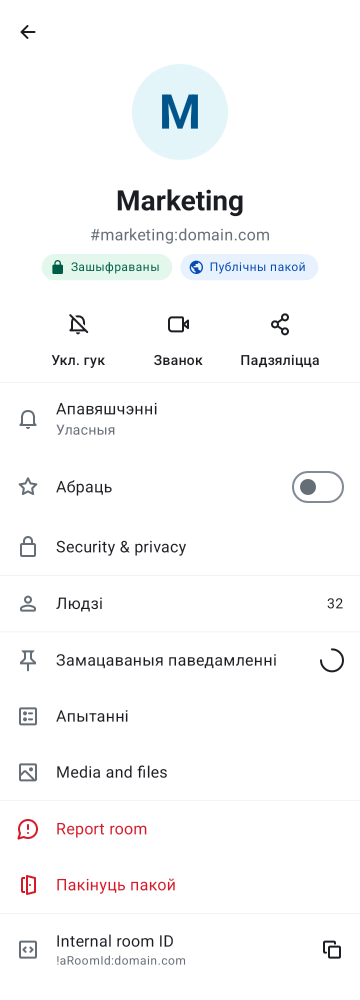 M
Marketing
#marketing:domain.com
Зашыфраваны
Публічны пакой
Укл. гук
Званок
Падзяліцца
Апавяшчэнні
Уласныя
Абраць
Security & privacy
Людзі
32
Замацаваныя паведамленні
Апытанні
Media and files
Report room
Пакінуць пакой
Internal room ID
!aRoomId:domain.com